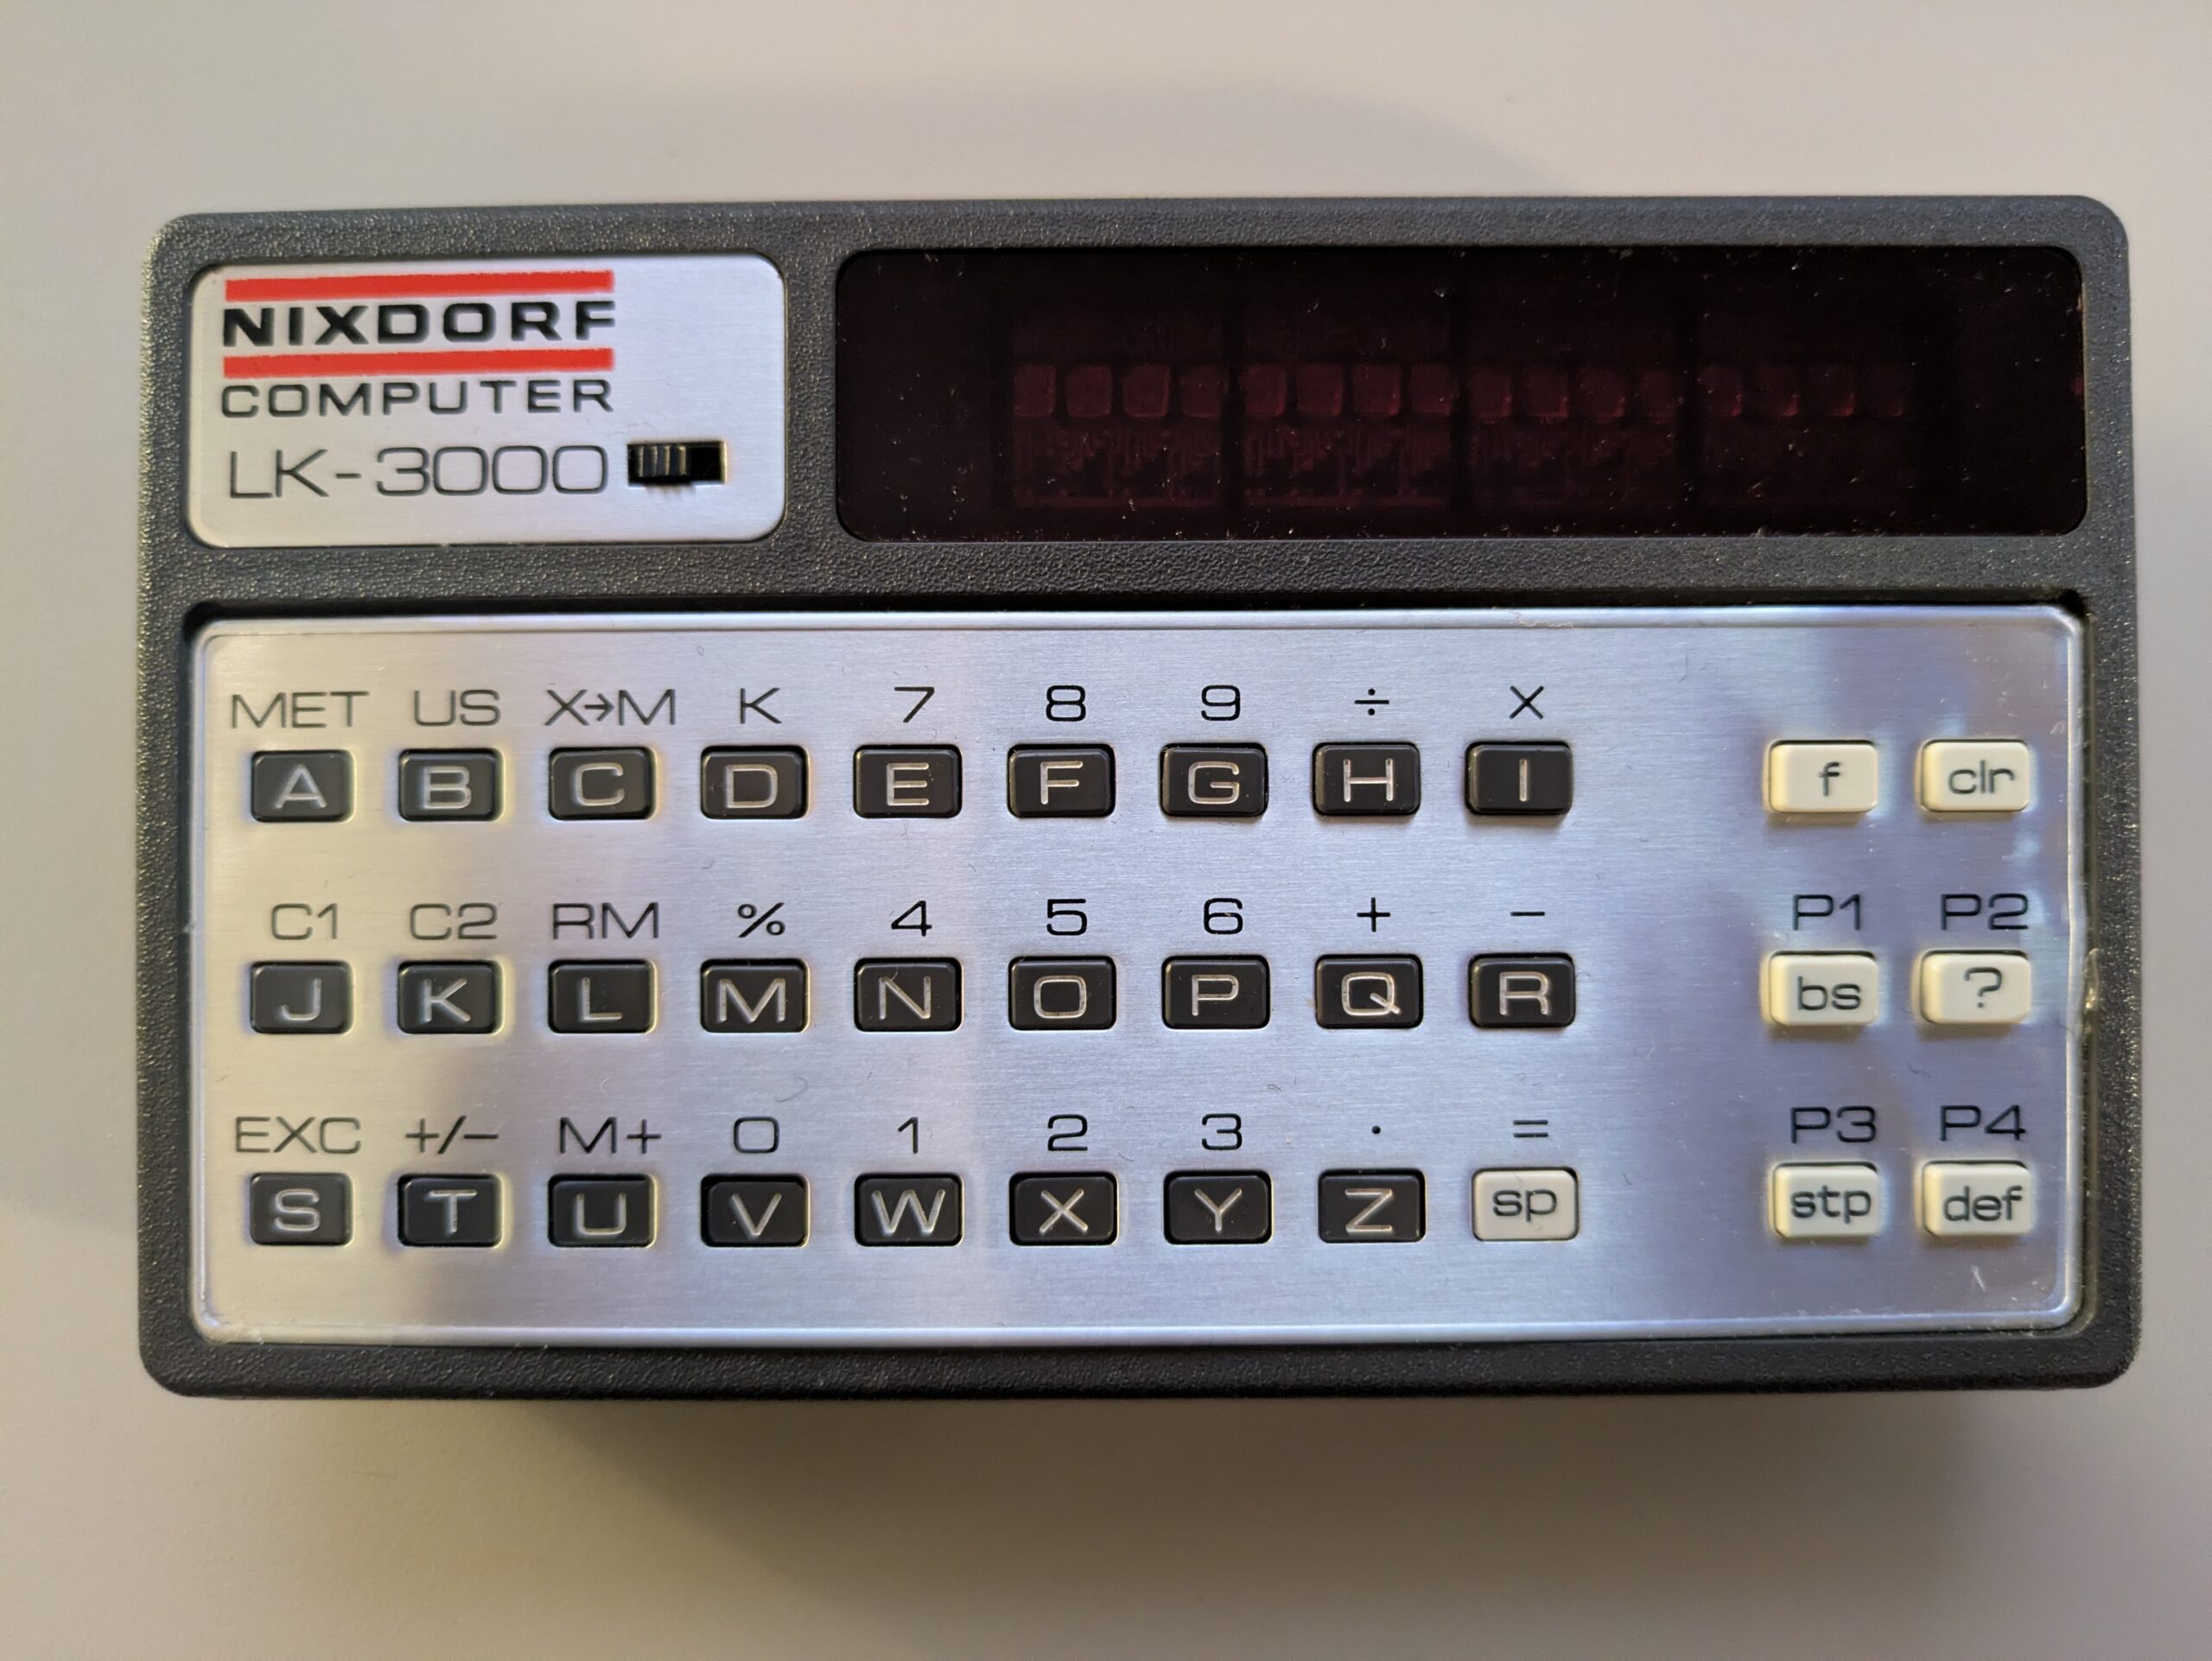 NIXDORF
COMPUTER
LK-3000
MET US X→M K 7 8 9 ÷ X
A B C D E F G H I f clr
C1 C2 RM % 4 5 6 + − P1 P2
J K L M N O P Q R bs ?
EXC +/− M+ 0 1 2 3 · = P3 P4
S T U V W X Y Z sp stp def